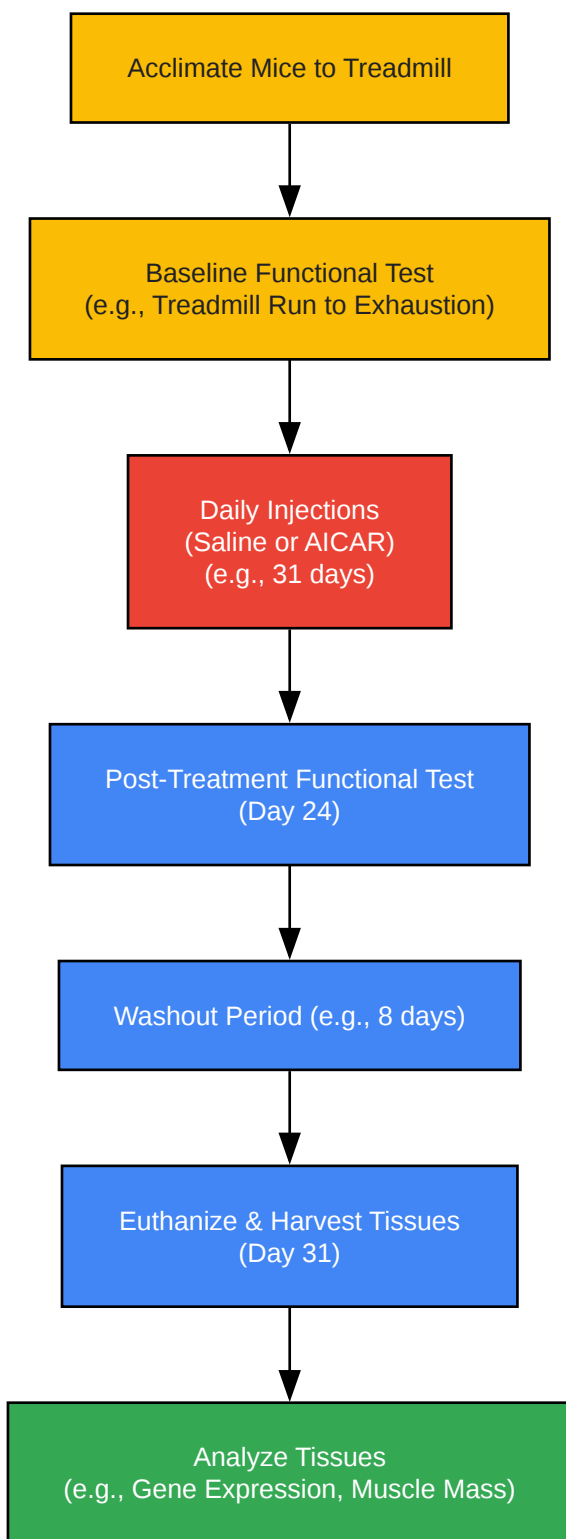 Acclimate Mice to Treadmill
Baseline Functional Test
(e.g., Treadmill Run to Exhaustion)
Daily Injections
(Saline or AICAR)
(e.g., 31 days)
Post-Treatment Functional Test
(Day 24)
Washout Period (e.g., 8 days)
Euthanize & Harvest Tissues
(Day 31)
Analyze Tissues
(e.g., Gene Expression, Muscle Mass)